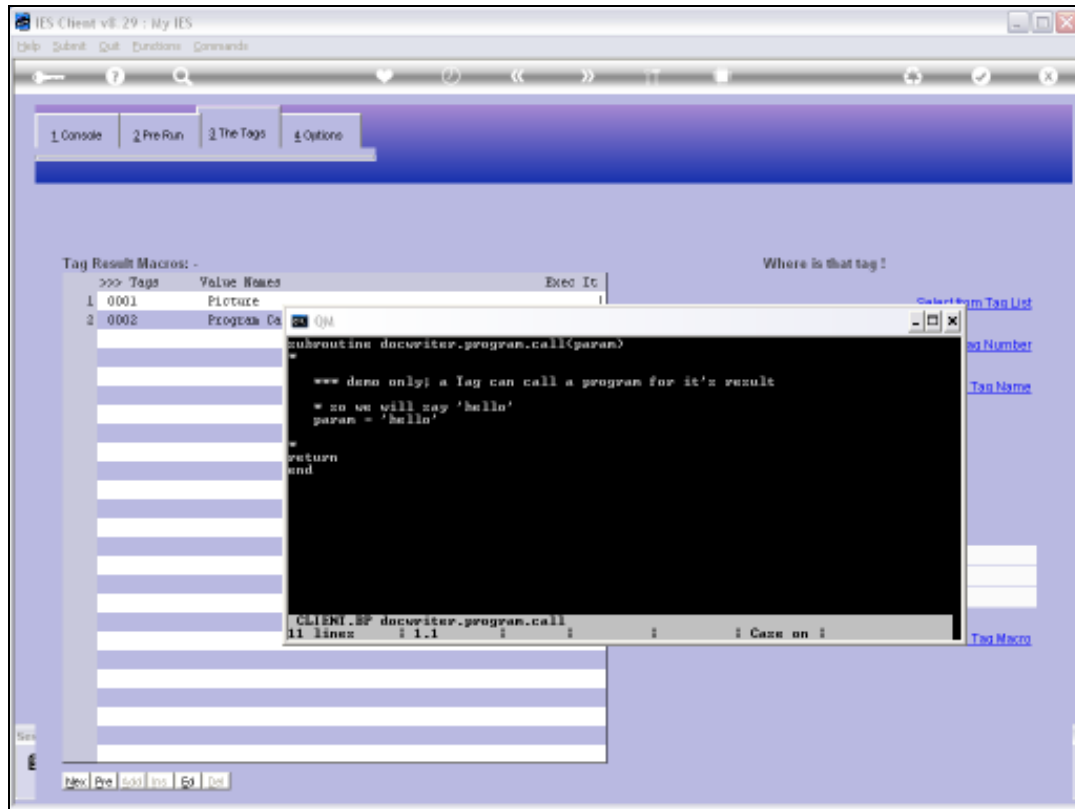 IES Client v8.29 : My IES
Help Submit Quit Functions Commands
1 Console 2 Pre Run 3 The Tags 4 Options
Tag Result Macros: -
Where is that tag !
>>> Tags Value Names Exec It
1 0001 Picture
Select from Tag List
2 0002 Program Ca
QM
subroutine docwriter.program.call(param)
*
Tag Number
*** demo only; a Tag can call a program for it's result
Tag Name
* so we will say 'hello'
param = 'hello'
*
return
end
CLIENT.BP docwriter.program.call
11 lines : 1.1 : : : : Case on :
Tag Macro
Nex Pre Add Ins Ed Del